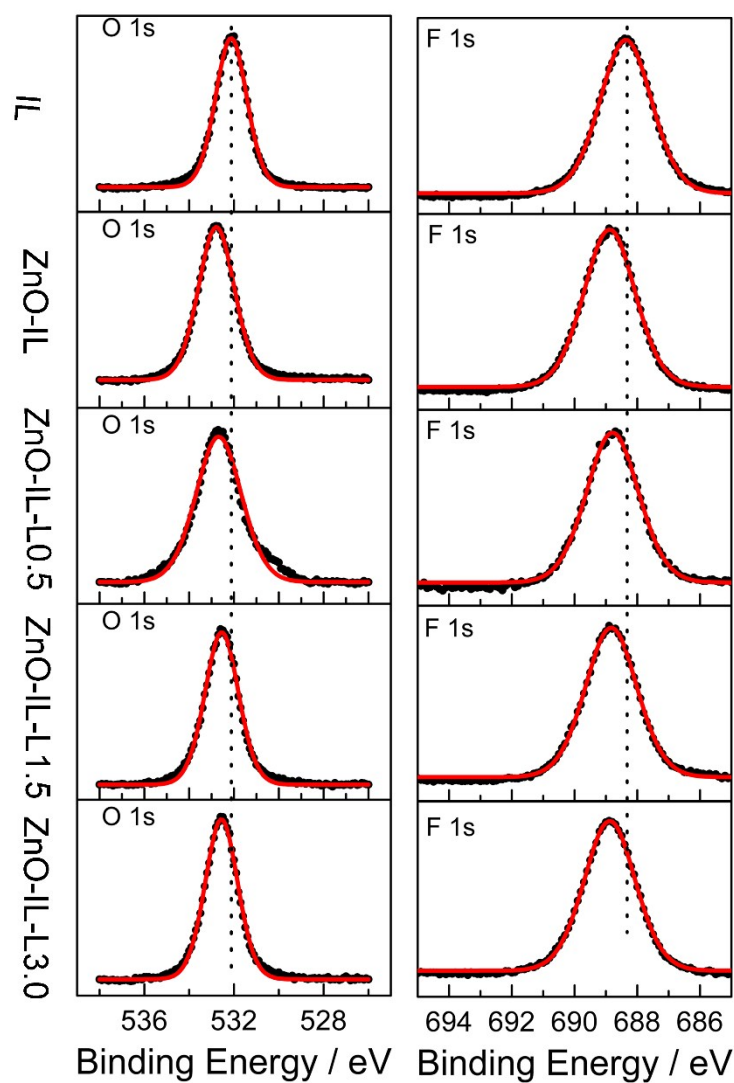 IL
O 1s
F 1s
ZnO-IL
O 1s
F 1s
ZnO-IL-L0.5
O 1s
F 1s
ZnO-IL-L1.5
O 1s
F 1s
ZnO-IL-L3.0
O 1s
F 1s
536 532 528
694 692 690 688 686
Binding Energy / eV
Binding Energy / eV